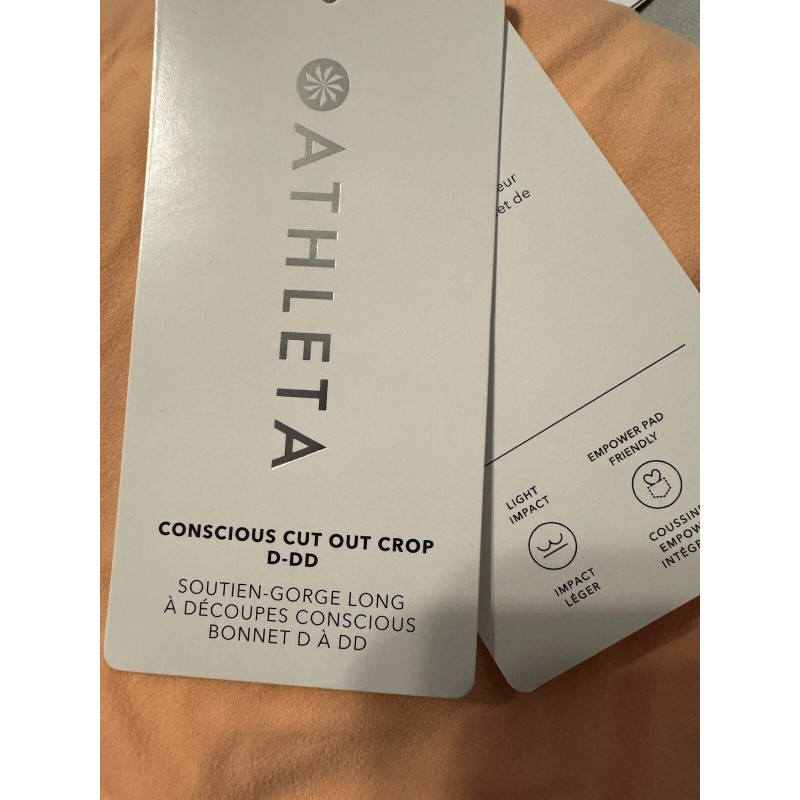 ATHLETA
CONSCIOUS CUT OUT CROP
D-DD
SOUTIEN-GORGE LONG
À DÉCOUPES CONSCIOUS
BONNET D À DD
et de
LIGHT
IMPACT
IMPACT
LÉGER
EMPOWER PAD
FRIENDLY